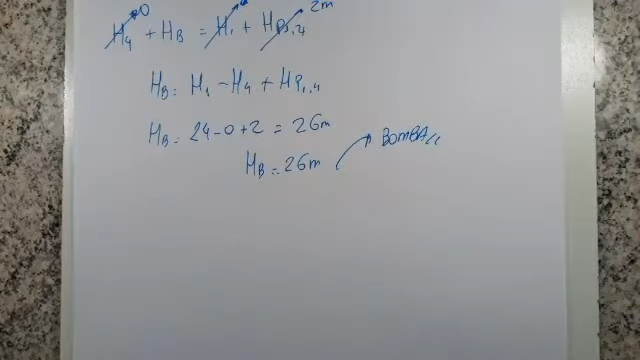 0 2m
H4 + HB = H1 + HP1,4
HB = H1 - H4 + HP1,4
HB = 24 - 0 + 2 = 26m
HB = 26m BOMBA